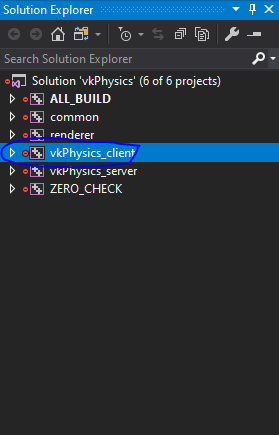 Solution Explorer
Search Solution Explorer
Solution 'vkPhysics' (6 of 6 projects)
ALL_BUILD
common
renderer
vkPhysics_client
vkPhysics_server
ZERO_CHECK